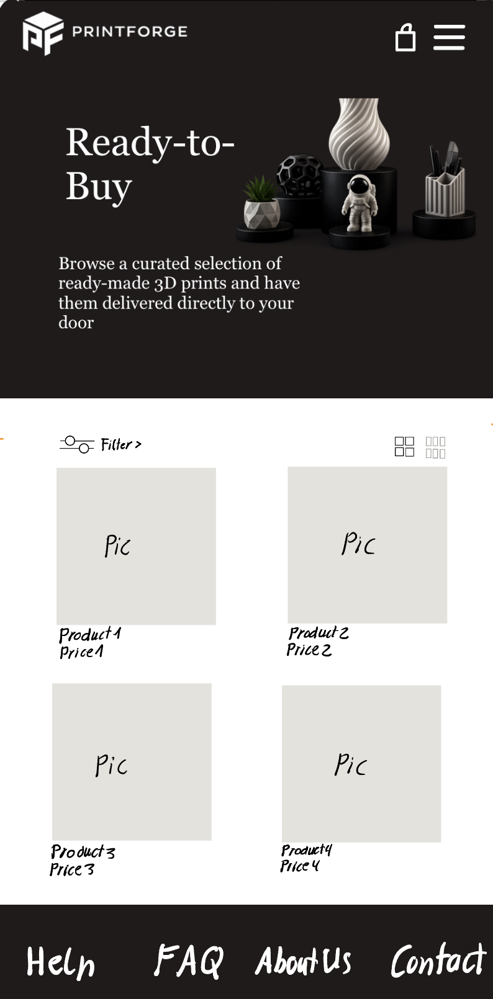 PF PRINTFORGE
Ready-to-
Buy
Browse a curated selection of
ready-made 3D prints and have
them delivered directly to your
door
Filter >
Pic
Pic
Product1
Price1
Product2
Price2
Pic
Pic
Product3
Price3
Product4
Price4
Help FAQ About Us Contact